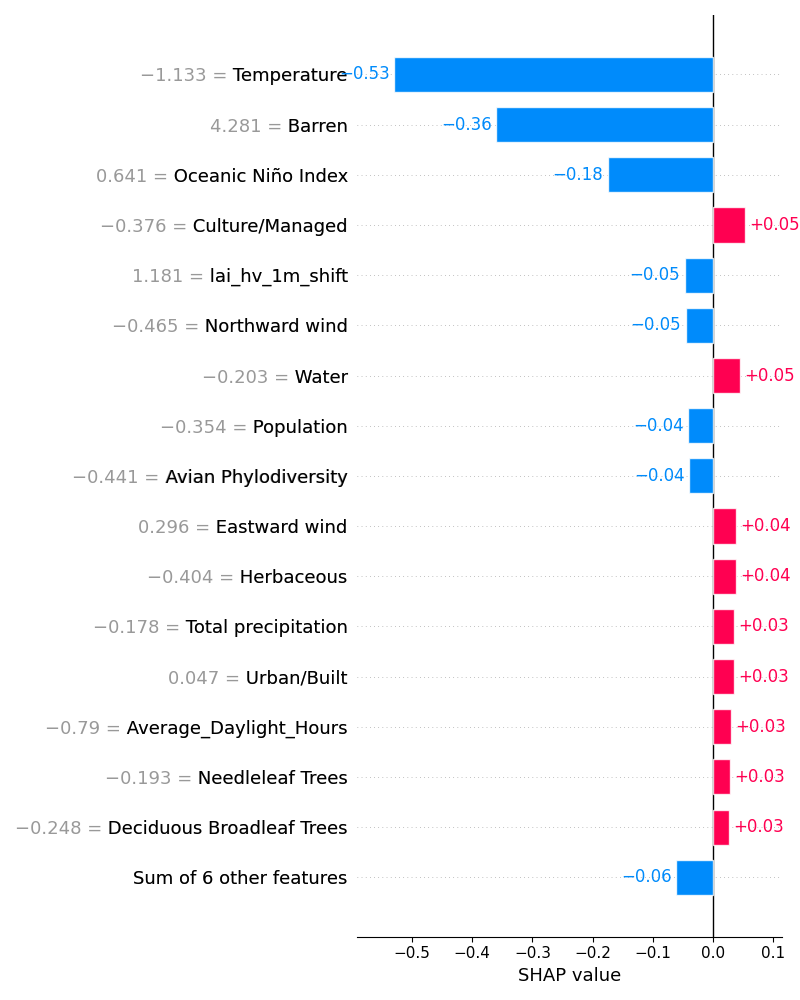 −1.133 = Temperature −0.53
4.281 = Barren −0.36
0.641 = Oceanic Niño Index −0.18
−0.376 = Culture/Managed +0.05
1.181 = lai_hv_1m_shift −0.05
−0.465 = Northward wind −0.05
−0.203 = Water +0.05
−0.354 = Population −0.04
−0.441 = Avian Phylodiversity −0.04
0.296 = Eastward wind +0.04
−0.404 = Herbaceous +0.04
−0.178 = Total precipitation +0.03
0.047 = Urban/Built +0.03
−0.79 = Average_Daylight_Hours +0.03
−0.193 = Needleleaf Trees +0.03
−0.248 = Deciduous Broadleaf Trees +0.03
Sum of 6 other features −0.06
−0.5 −0.4 −0.3 −0.2 −0.1 0.0 0.1
SHAP value